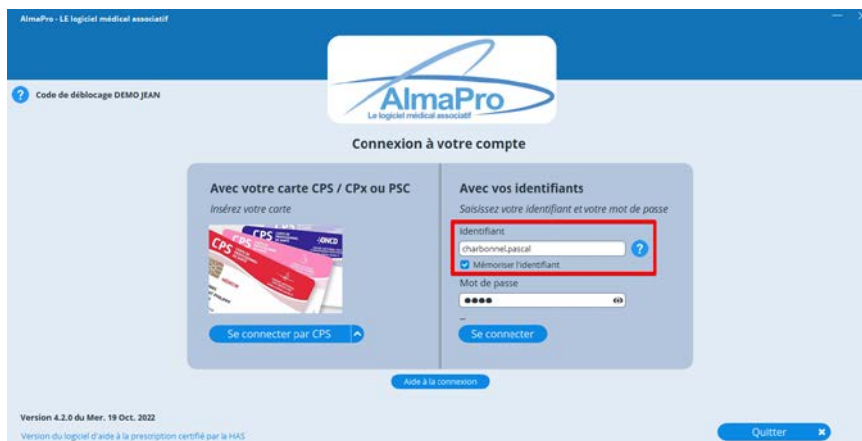 AlmaPro - LE logiciel médical associatif
AlmaPro
Le logiciel médical associatif
Code de déblocage DEMO JEAN
Connexion à votre compte
Avec votre carte CPS / CPx ou PSC
Insérez votre carte
CPS
CPS
CPS
ONCD
Se connecter par CPS
Avec vos identifiants
Saisissez votre identifiant et votre mot de passe
Identifiant
charbonnel.pascal
Mémoriser l'identifiant
Mot de passe
Se connecter
Aide à la connexion
Version 4.2.0 du Mer. 19 Oct. 2022
Version du logiciel d'aide à la prescription certifié par la HAS
Quitter